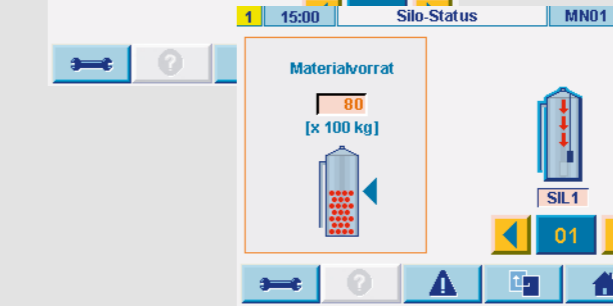 1 15:00 Silo-Status MN01
Materialvorrat
80
[x 100 kg]
SIL1
01
? ?